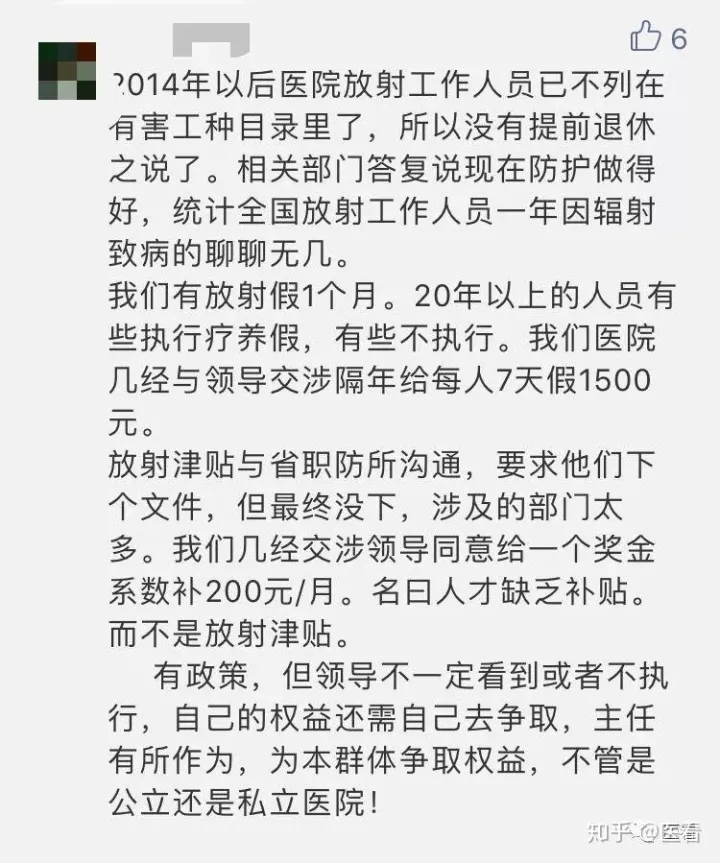 6
2014年以后医院放射工作人员已不列在
有害工种目录里了，所以没有提前退休
之说了。相关部门答复说现在防护做得
好，统计全国放射工作人员一年因辐射
致病的聊聊无几。
我们有放射假1个月。20年以上的人员有
些执行疗养假，有些不执行。我们医院
几经与领导交涉隔年给每人7天假1500
元。
放射津贴与省职防所沟通，要求他们下
个文件，但最终没下，涉及的部门太
多。我们几经交涉领导同意给一个奖金
系数补200元/月。名曰人才缺乏补贴。
而不是放射津贴。
有政策，但领导不一定看到或者不执
行，自己的权益还需自己去争取，主任
有所作为，为本群体争取权益，不管是
公立还是私立医院！
知乎 @医看